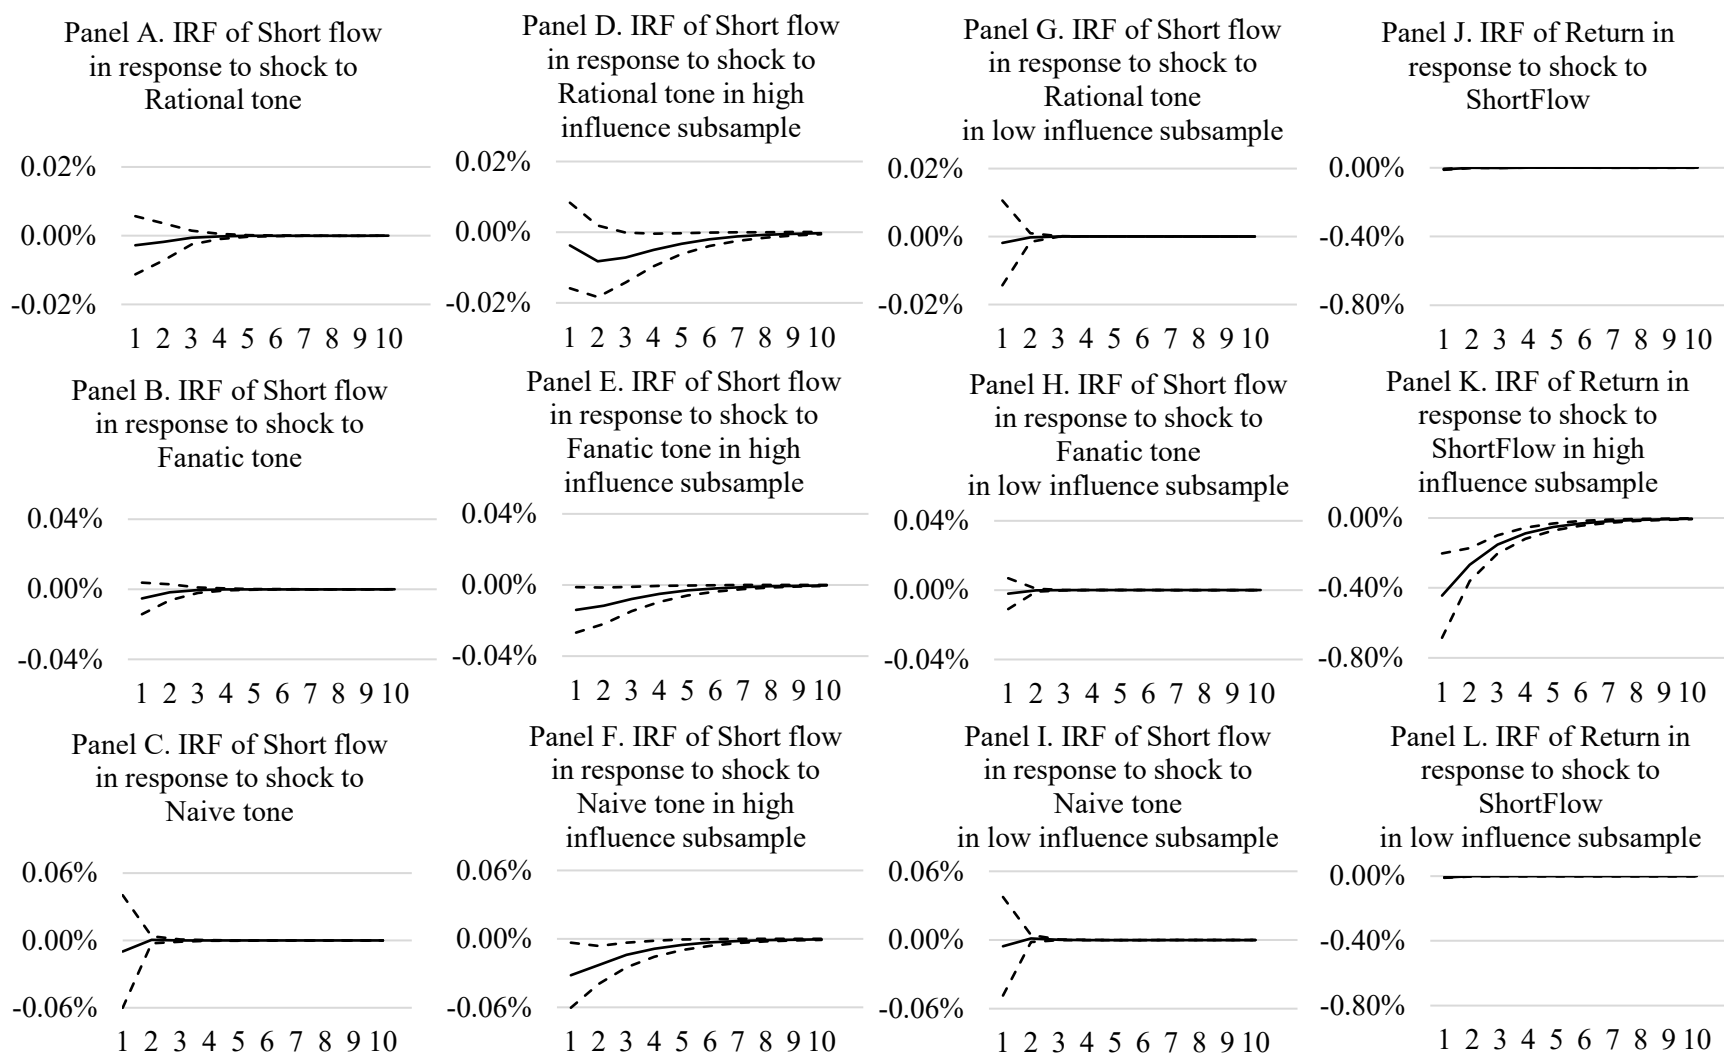 Panel A. IRF of Short flow
in response to shock to
Rational tone
0.02%
0.00%
-0.02%
1 2 3 4 5 6 7 8 9 10
Panel D. IRF of Short flow
in response to shock to
Rational tone in high
influence subsample
0.02%
0.00%
-0.02%
1 2 3 4 5 6 7 8 9 10
Panel G. IRF of Short flow
in response to shock to
Rational tone
in low influence subsample
0.02%
0.00%
-0.02%
1 2 3 4 5 6 7 8 9 10
Panel J. IRF of Return in
response to shock to
ShortFlow
0.00%
-0.40%
-0.80%
1 2 3 4 5 6 7 8 9 10
Panel B. IRF of Short flow
in response to shock to
Fanatic tone
0.04%
0.00%
-0.04%
1 2 3 4 5 6 7 8 9 10
Panel E. IRF of Short flow
in response to shock to
Fanatic tone in high
influence subsample
0.04%
0.00%
-0.04%
1 2 3 4 5 6 7 8 9 10
Panel H. IRF of Short flow
in response to shock to
Fanatic tone
in low influence subsample
0.04%
0.00%
-0.04%
1 2 3 4 5 6 7 8 9 10
Panel K. IRF of Return in
response to shock to
ShortFlow in high
influence subsample
0.00%
-0.40%
-0.80%
1 2 3 4 5 6 7 8 9 10
Panel C. IRF of Short flow
in response to shock to
Naive tone
0.06%
0.00%
-0.06%
1 2 3 4 5 6 7 8 9 10
Panel F. IRF of Short flow
in response to shock to
Naive tone in high
influence subsample
0.06%
0.00%
-0.06%
1 2 3 4 5 6 7 8 9 10
Panel I. IRF of Short flow
in response to shock to
Naive tone
in low influence subsample
0.06%
0.00%
-0.06%
1 2 3 4 5 6 7 8 9 10
Panel L. IRF of Return in
response to shock to
ShortFlow
in low influence subsample
0.00%
-0.40%
-0.80%
1 2 3 4 5 6 7 8 9 10